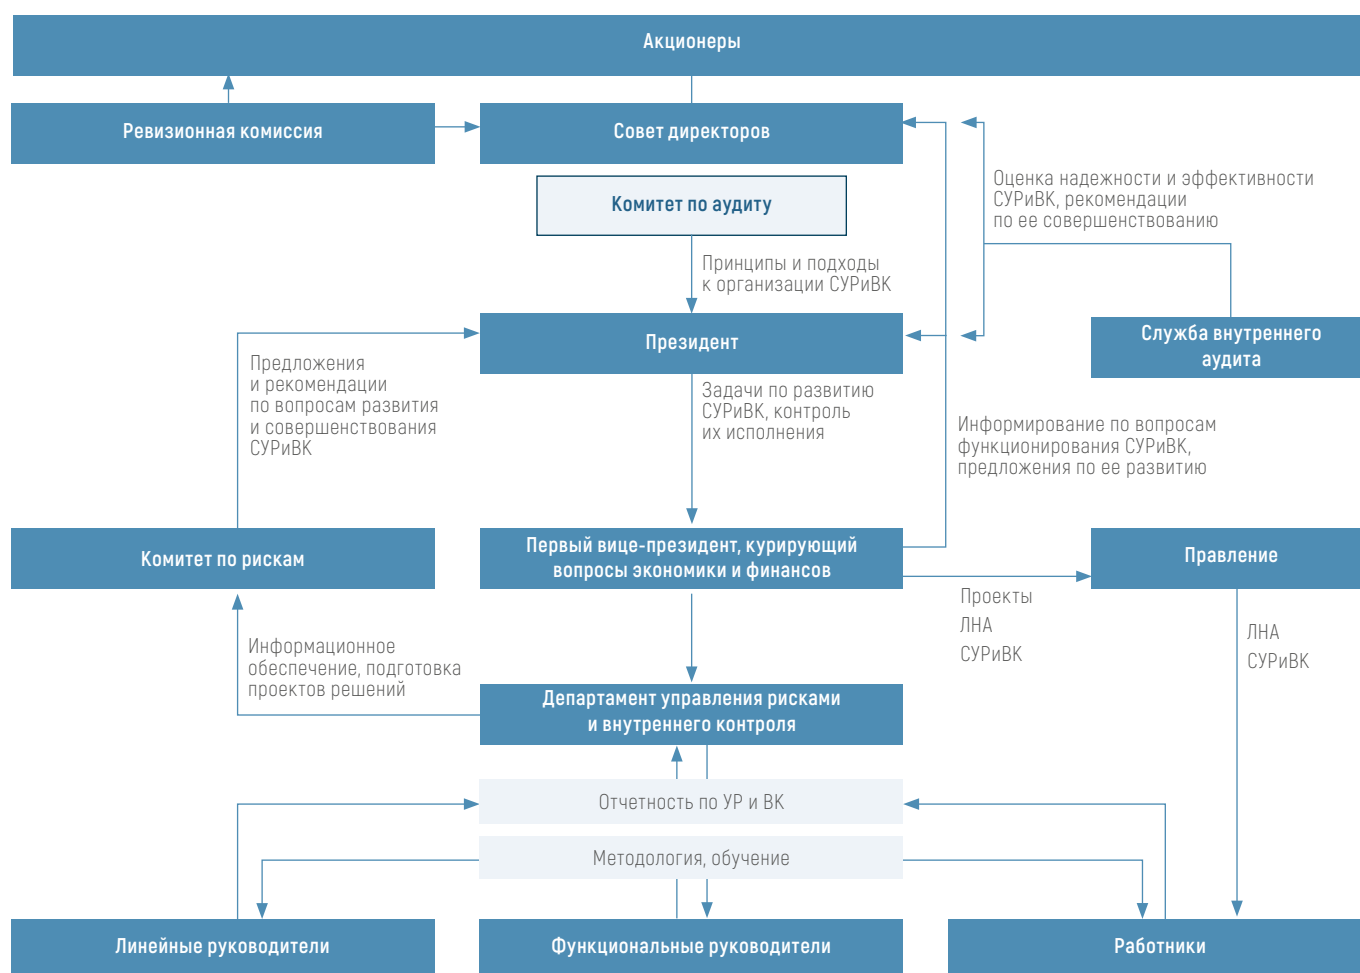 Акционеры
Ревизионная комиссия
Совет директоров
Комитет по аудиту
Оценка надежности и эффективности
СУРиВК, рекомендации
по ее совершенствованию
Принципы и подходы
к организации СУРиВК
Президент
Служба внутреннего
аудита
Предложения
и рекомендации
по вопросам развития
и совершенствования
СУРиВК
Задачи по развитию
СУРиВК, контроль
их исполнения
Информирование по вопросам
функционирования СУРиВК,
предложения по ее развитию
Комитет по рискам
Первый вице-президент, курирующий
вопросы экономики и финансов
Правление
Проекты
ЛНА
СУРиВК
ЛНА
СУРиВК
Информационное
обеспечение, подготовка
проектов решений
Департамент управления рисками
и внутреннего контроля
Отчетность по УР и ВК
Методология, обучение
Линейные руководители
Функциональные руководители
Работники